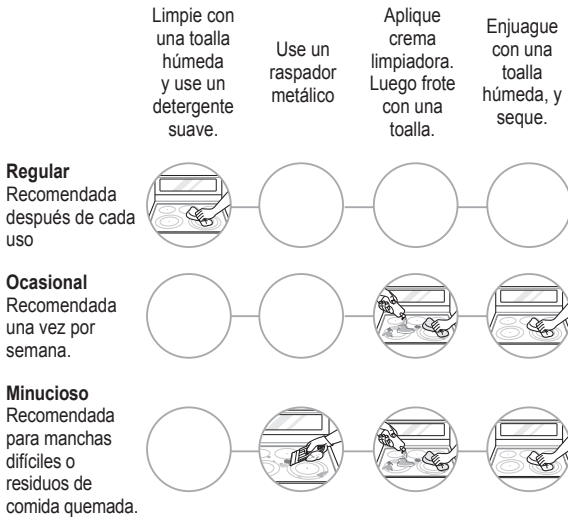 Limpie con
una toalla
húmeda
y use un
detergente
suave.
Use un
raspador
metálico
Aplique
crema
limpiadora.
Luego frote
con una
toalla.
Enjuague
con una
toalla
húmeda, y
seque.
Regular
Recomendada
después de cada
uso
Ocasional
Recomendada
una vez por
semana.
Minucioso
Recomendada
para manchas
difíciles o
residuos de
comida quemada.